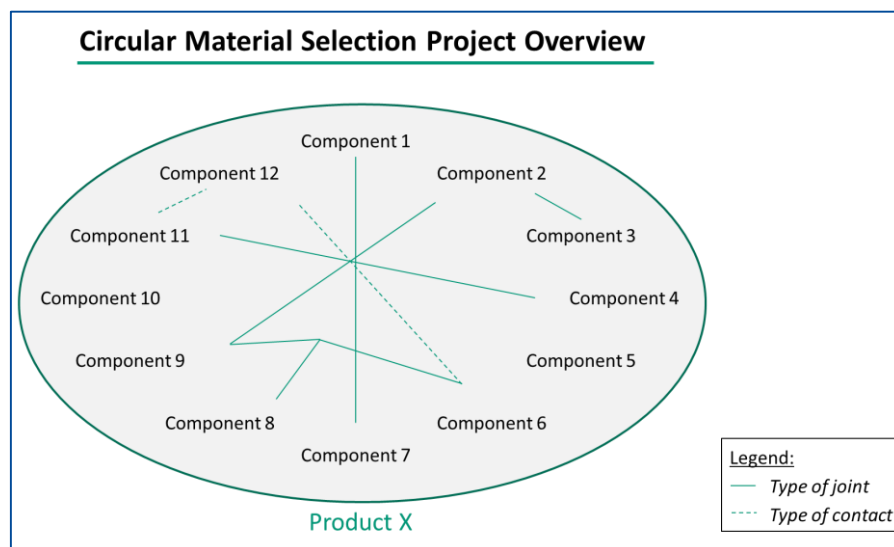 Circular Material Selection Project Overview
Component 1
Component 12
Component 2
Component 11
Component 3
Component 10
Component 4
Component 9
Component 5
Component 8
Component 6
Component 7
Product X
Legend:
Type of joint
Type of contact